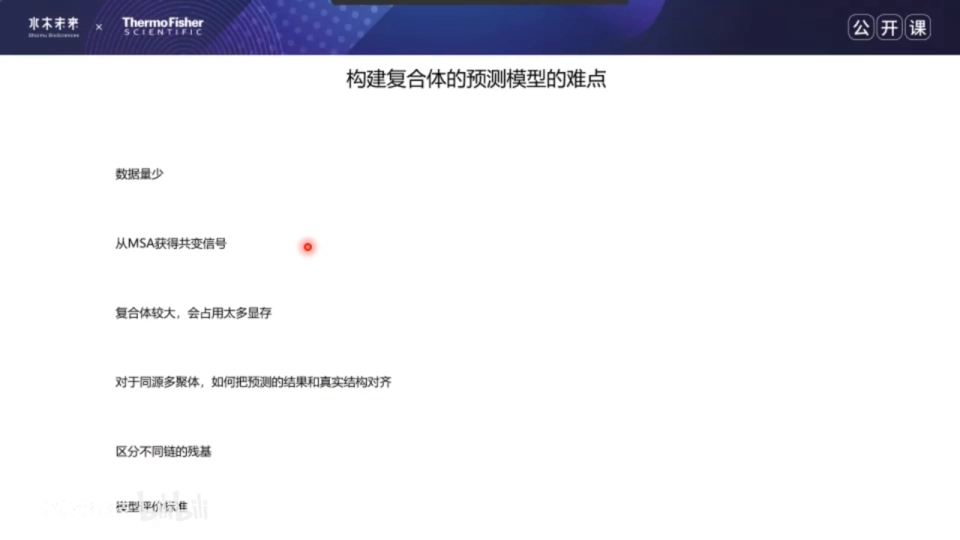 水木未来
Shuimu BioSciences
×
ThermoFisher
SCIENTIFIC
公开课
构建复合体的预测模型的难点
数据量少
从MSA获得共变信号
复合体较大，会占用太多显存
对于同源多聚体，如何把预测的结果和真实结构对齐
区分不同链的残基
模型评价标准
bilibili